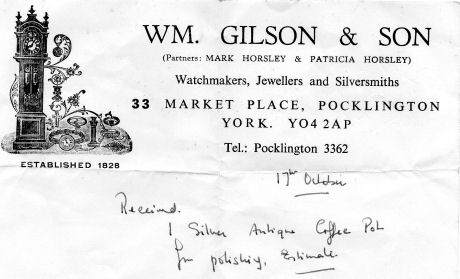 WM. GILSON & SON
(Partners: MARK HORSLEY & PATRICIA HORSLEY)
Watchmakers, Jewellers and Silversmiths
33 MARKET PLACE, POCKLINGTON
YORK. YO4 2AP
Tel.: Pocklington 3362
ESTABLISHED 1828
17th October
Received.
1 Silver Antique Coffee Pot
for polishing, Estimate